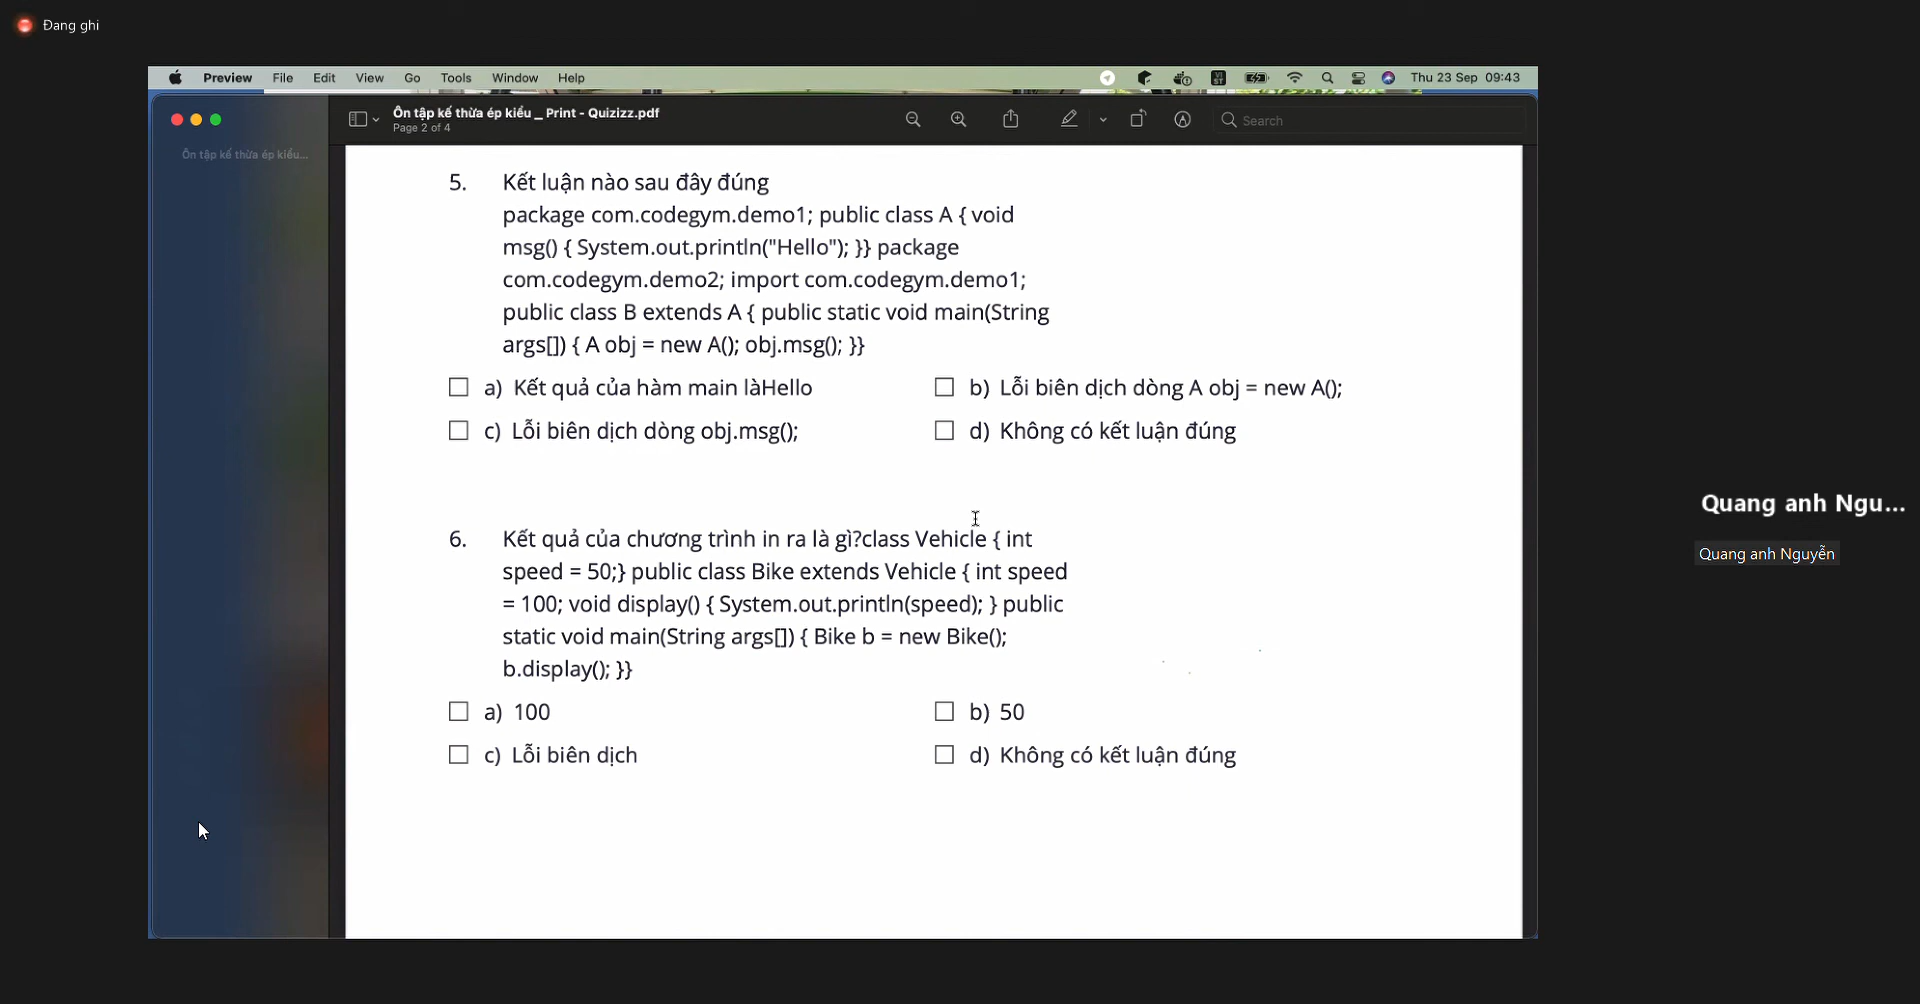 Đang ghi
Preview File Edit View Go Tools Window Help
Thu 23 Sep 09:43
Ôn tập kế thừa ép kiểu _ Print - Quizizz.pdf
Page 2 of 4
Search
Ôn tập kế thừa ép kiểu...
5. Kết luận nào sau đây đúng
package com.codegym.demo1; public class A { void
msg() { System.out.println("Hello"); }} package
com.codegym.demo2; import com.codegym.demo1;
public class B extends A { public static void main(String
args[]) { A obj = new A(); obj.msg(); }}
a) Kết quả của hàm main làHello
b) Lỗi biên dịch dòng A obj = new A();
c) Lỗi biên dịch dòng obj.msg();
d) Không có kết luận đúng
6. Kết quả của chương trình in ra là gì?class Vehicle { int
speed = 50;} public class Bike extends Vehicle { int speed
= 100; void display() { System.out.println(speed); } public
static void main(String args[]) { Bike b = new Bike();
b.display(); }}
a) 100
b) 50
c) Lỗi biên dịch
d) Không có kết luận đúng
Quang anh Ngu...
Quang anh Nguyễn